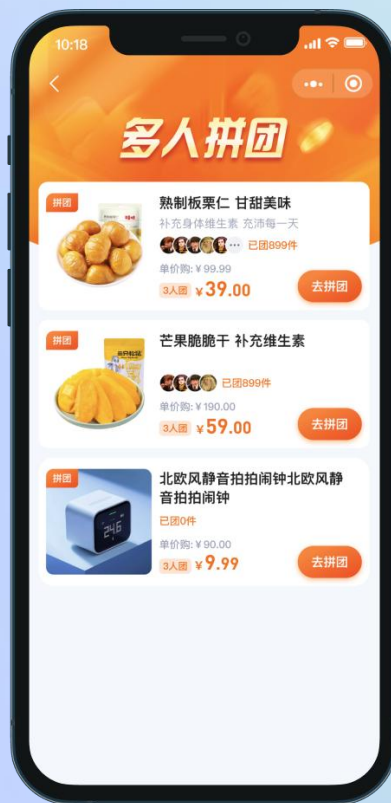 10:18
多人拼团
拼团
熟制板栗仁 甘甜美味
补充身体维生素 充沛每一天
已团899件
单价购: ¥ 99.99
3人团 ¥39.00
去拼团
拼团
芒果脆脆干 补充维生素
已团899件
单价购: ¥ 190.00
3人团 ¥59.00
去拼团
拼团
北欧风静音拍拍闹钟北欧风静
音拍拍闹钟
24.6
已团0件
单价购: ¥ 90.00
3人团 ¥9.99
去拼团